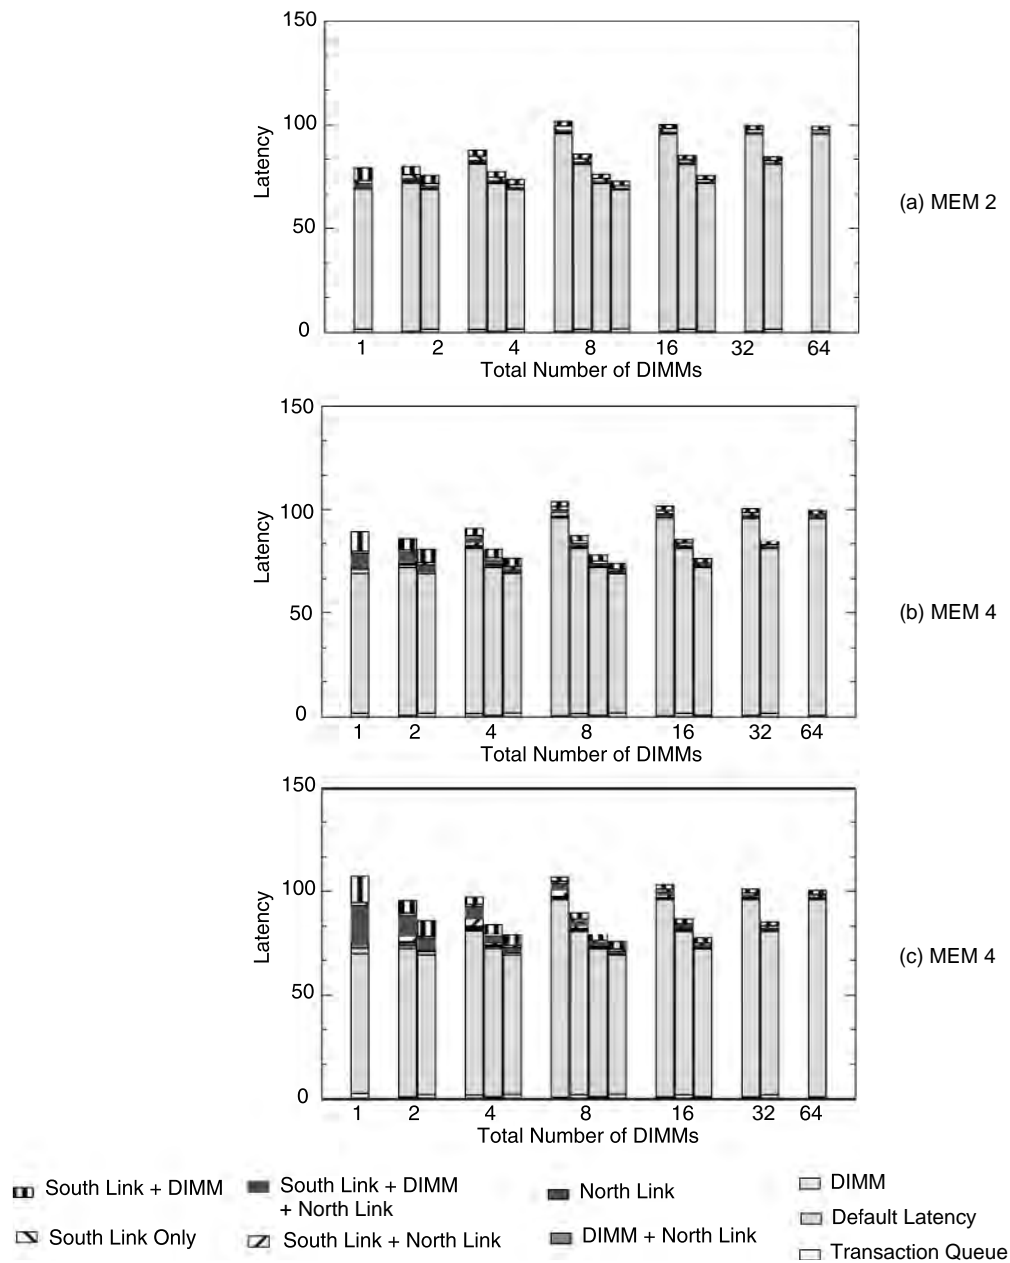 150
100
50
0
Latency
1 2 4 8 16 32 64
Total Number of DIMMs
(a) MEM 2
150
100
50
0
Latency
1 2 4 8 16 32 64
Total Number of DIMMs
(b) MEM 4
150
100
50
0
Latency
1 2 4 8 16 32 64
Total Number of DIMMs
(c) MEM 4
South Link + DIMM
South Link Only
South Link + DIMM
+ North Link
South Link + North Link
North Link
DIMM + North Link
DIMM
Default Latency
Transaction Queue